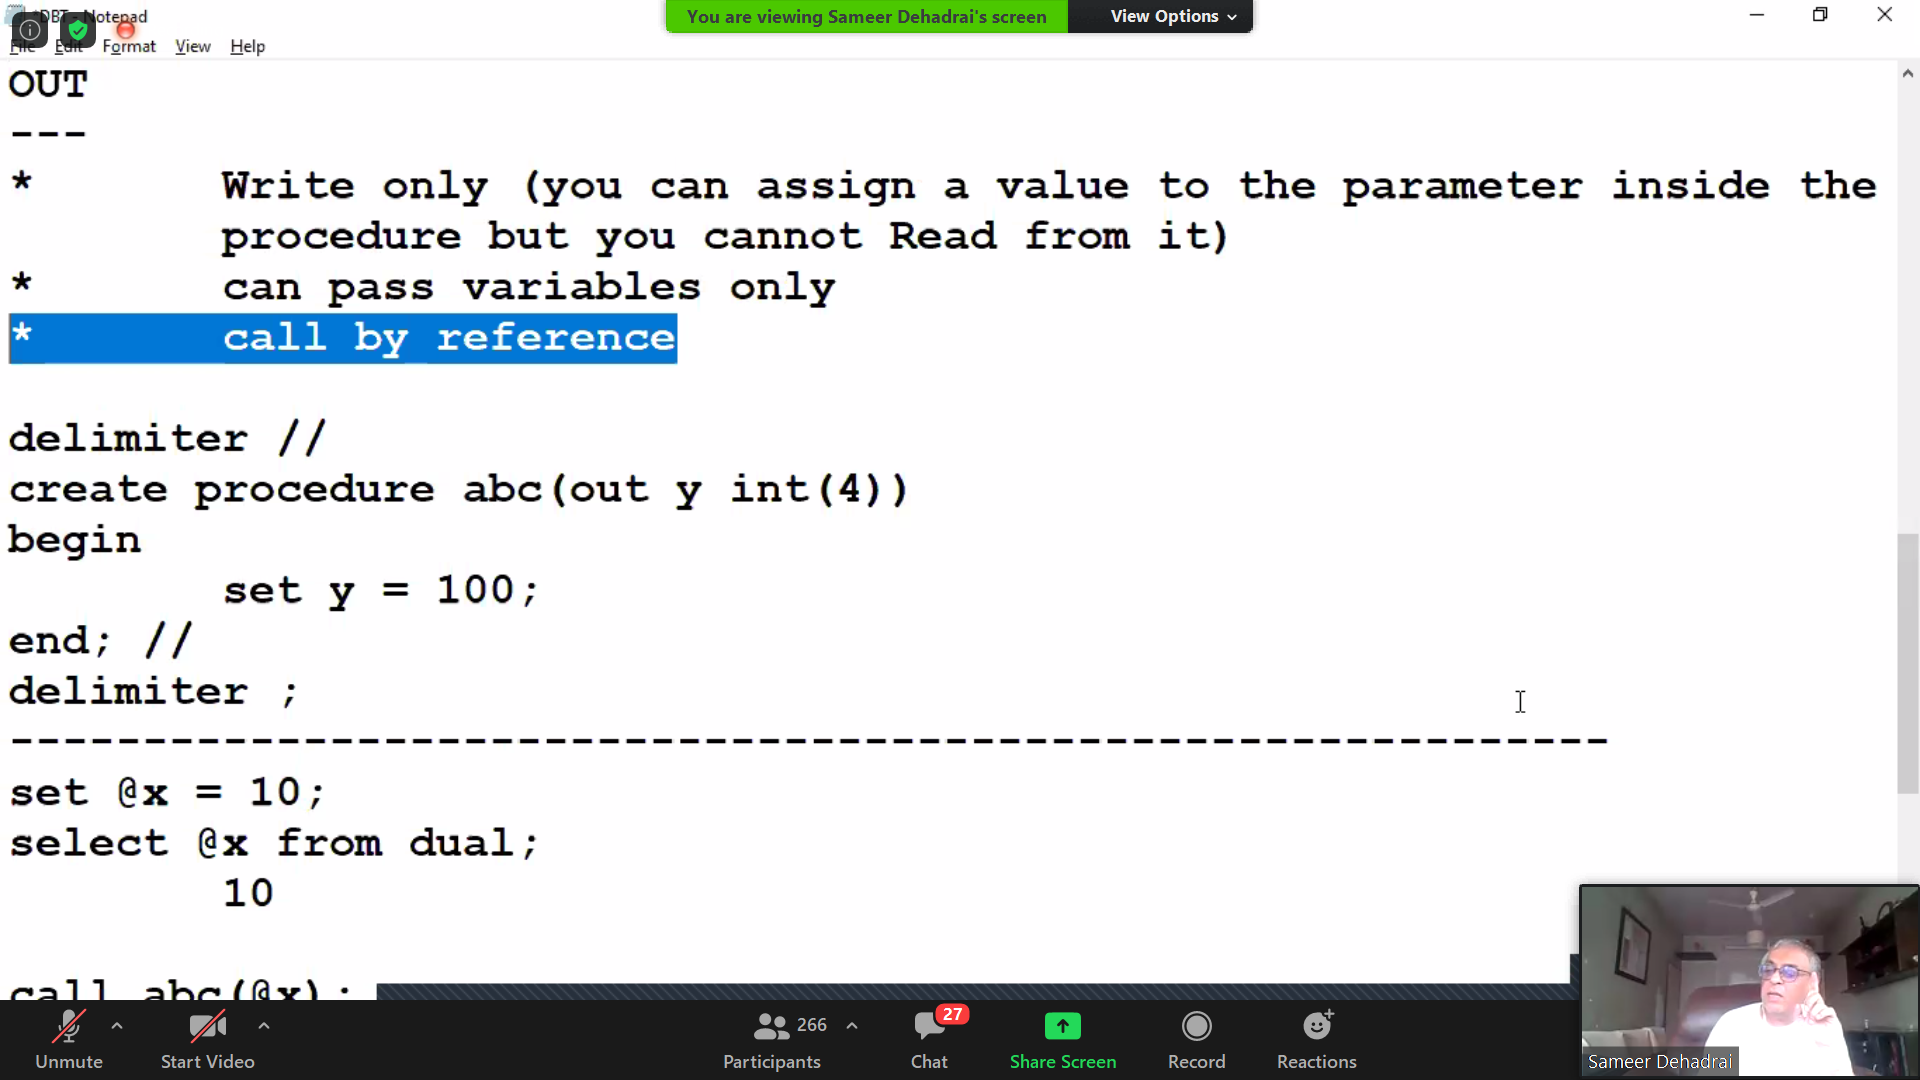 *DBT - Notepad
You are viewing Sameer Dehadrai's screen View Options
File Edit Format View Help
OUT
---
* Write only (you can assign a value to the parameter inside the
procedure but you cannot Read from it)
* can pass variables only
* call by reference
delimiter //
create procedure abc(out y int(4))
begin
set y = 100;
end; //
delimiter ;
------------------------------------------------------------
set @x = 10;
select @x from dual;
10
call abc(@x);
Unmute Start Video 266 Participants 27 Chat Share Screen Record Reactions
Sameer Dehadrai